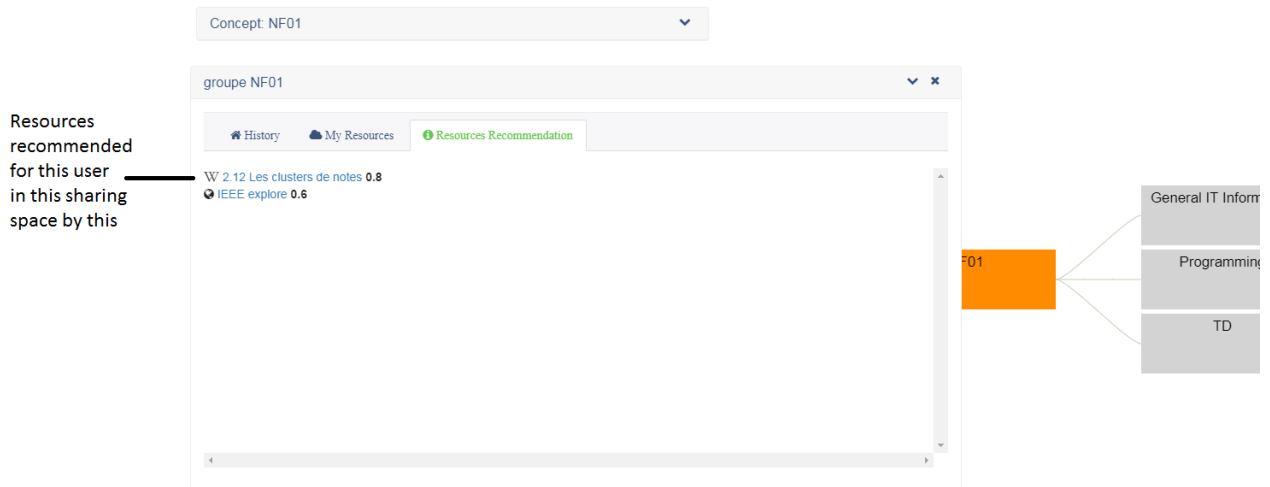 Concept: NF01
groupe NF01
Resources
recommended
for this user
in this sharing
space by this
History
My Resources
Resources Recommendation
W 2.12 Les clusters de notes 0.8
IEEE explore 0.6
F01
General IT Inform
Programming
TD